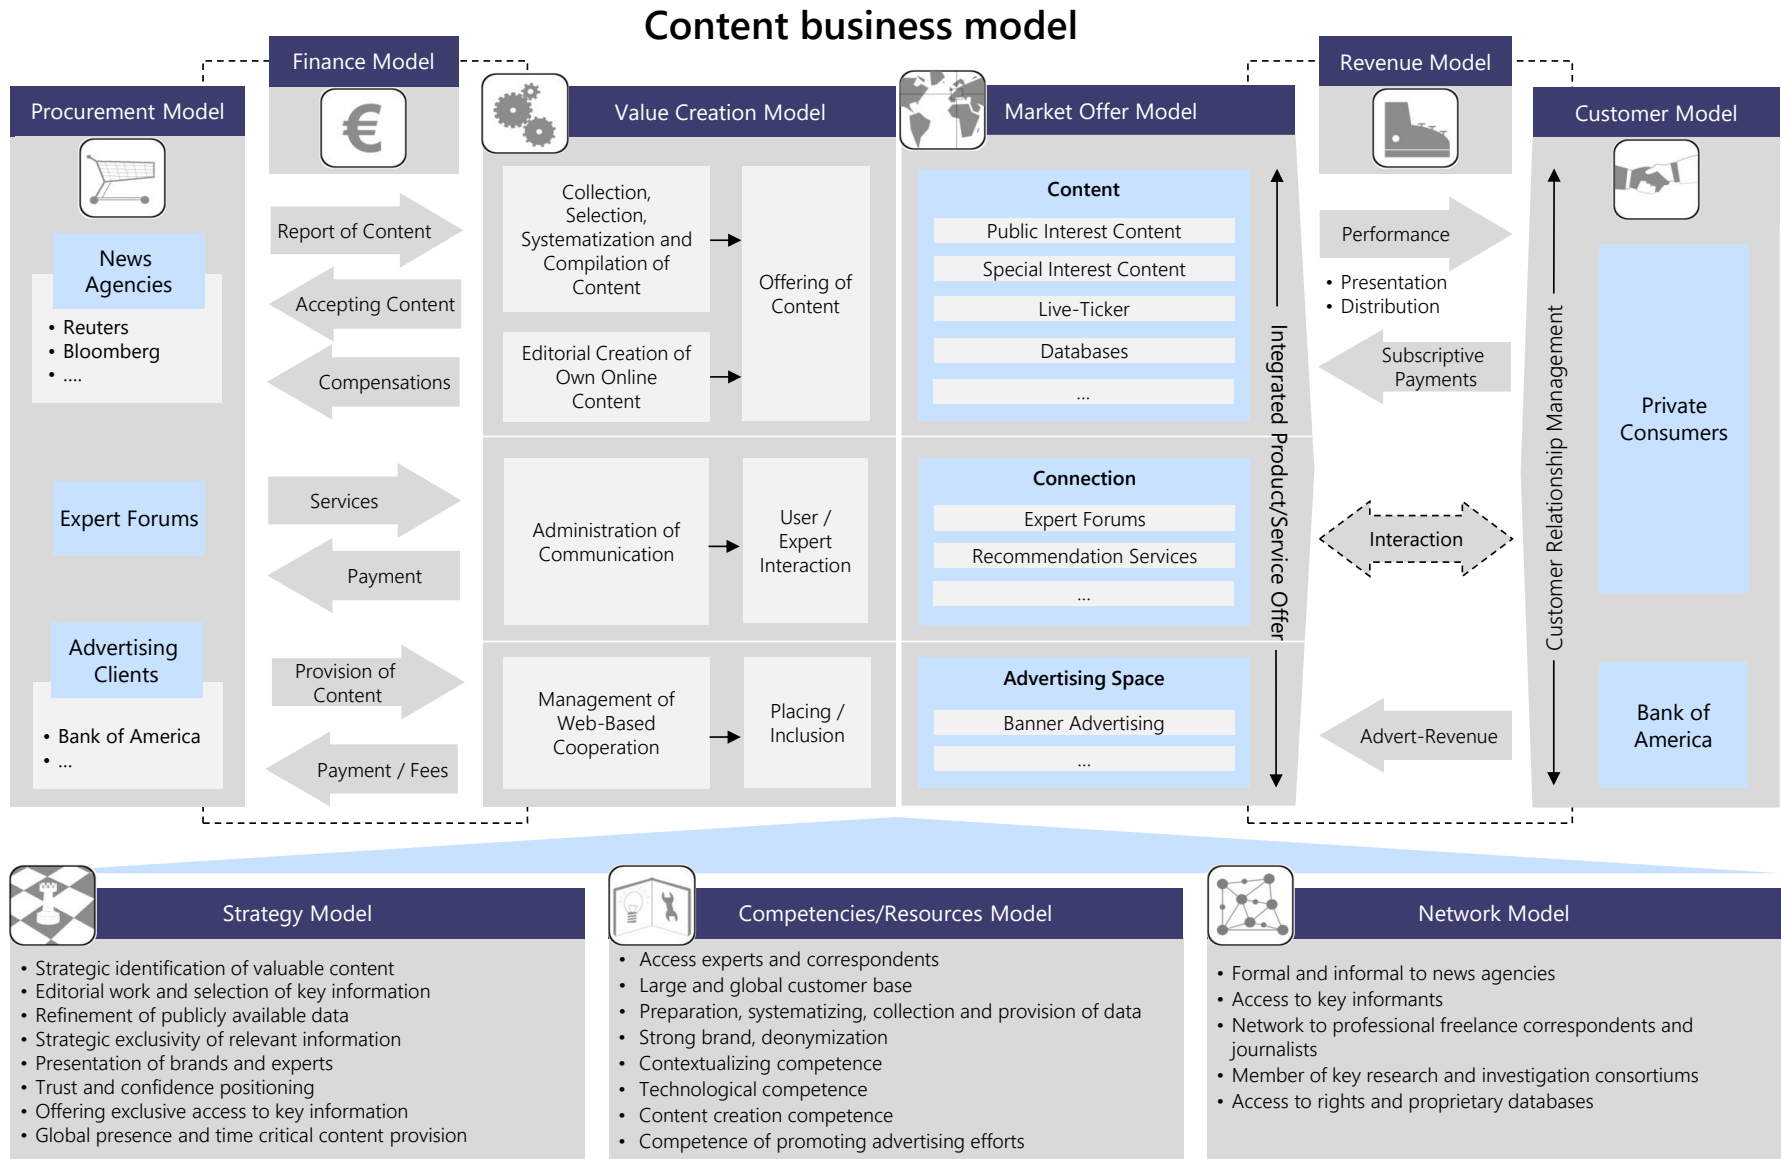 Content business model
Finance Model
Revenue Model
Procurement Model
Value Creation Model
Market Offer Model
Customer Model
€
News
Agencies
• Reuters
• Bloomberg
• ....
Expert Forums
Advertising
Clients
• Bank of America
• ...
Report of Content
Accepting Content
Compensations
Services
Payment
Provision of
Content
Payment / Fees
Collection,
Selection,
Systematization and
Compilation of
Content
Editorial Creation of
Own Online
Content
Offering of
Content
Administration of
Communication
User /
Expert
Interaction
Management of
Web-Based
Cooperation
Placing /
Inclusion
Content
Public Interest Content
Special Interest Content
Live-Ticker
Databases
...
Connection
Expert Forums
Recommendation Services
...
Advertising Space
Banner Advertising
...
Integrated Product/Service Offer
Performance
• Presentation
• Distribution
Subscriptive
Payments
Interaction
Advert-Revenue
Customer Relationship Management
Private
Consumers
Bank of
America
Strategy Model
• Strategic identification of valuable content
• Editorial work and selection of key information
• Refinement of publicly available data
• Strategic exclusivity of relevant information
• Presentation of brands and experts
• Trust and confidence positioning
• Offering exclusive access to key information
• Global presence and time critical content provision
Competencies/Resources Model
• Access experts and correspondents
• Large and global customer base
• Preparation, systematizing, collection and provision of data
• Strong brand, deonymization
• Contextualizing competence
• Technological competence
• Content creation competence
• Competence of promoting advertising efforts
Network Model
• Formal and informal to news agencies
• Access to key informants
• Network to professional freelance correspondents and
journalists
• Member of key research and investigation consortiums
• Access to rights and proprietary databases